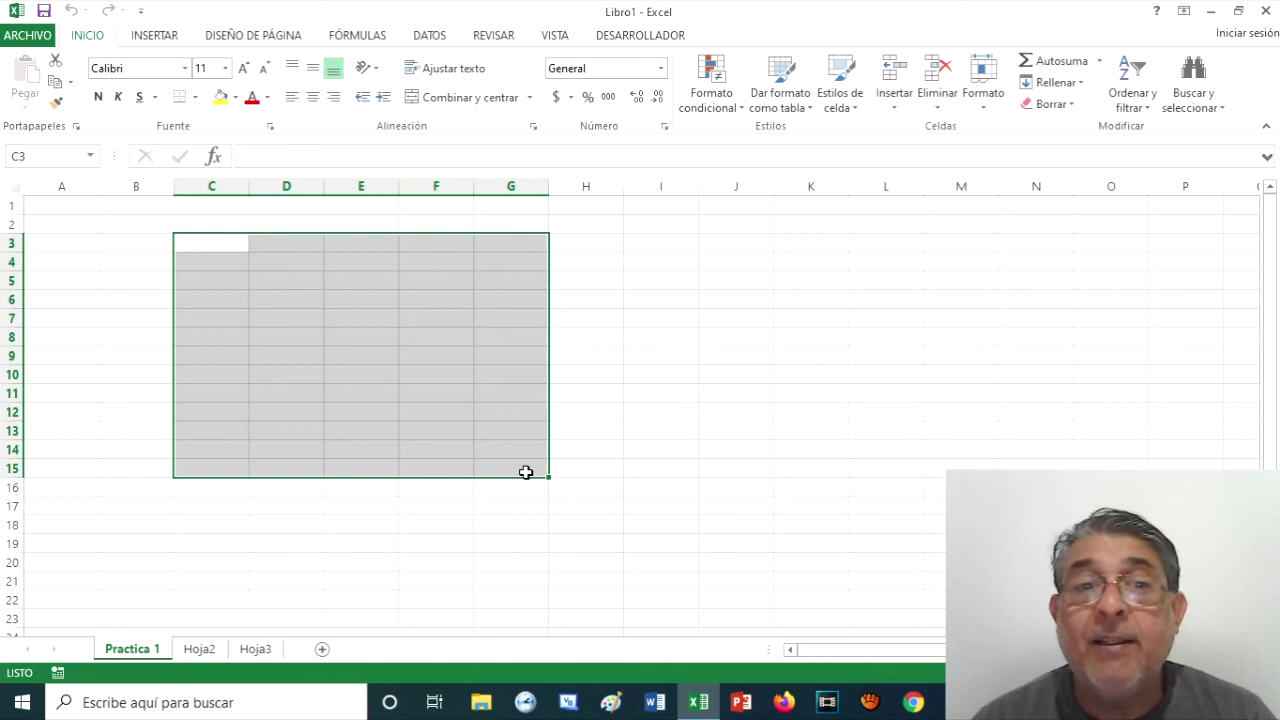 Libro1 - Excel
?
ARCHIVO INICIO INSERTAR DISEÑO DE PÁGINA FÓRMULAS DATOS REVISAR VISTA DESARROLLADOR Iniciar sesión
Pegar
Calibri 11
N K S A
Ajustar texto
Combinar y centrar
General
$ % 000
Formato condicional
Dar formato como tabla
Estilos de celda
Insertar Eliminar Formato
Autosuma
Rellenar
Borrar
Ordenar y filtrar
Buscar y seleccionar
Portapapeles Fuente Alineación Número Estilos Celdas Modificar
C3 fx
A B C D E F G H I J K L M N O P
1
2
3
4
5
6
7
8
9
10
11
12
13
14
15
16
17
18
19
20
21
22
23
Practica 1 Hoja2 Hoja3
LISTO
Escribe aquí para buscar